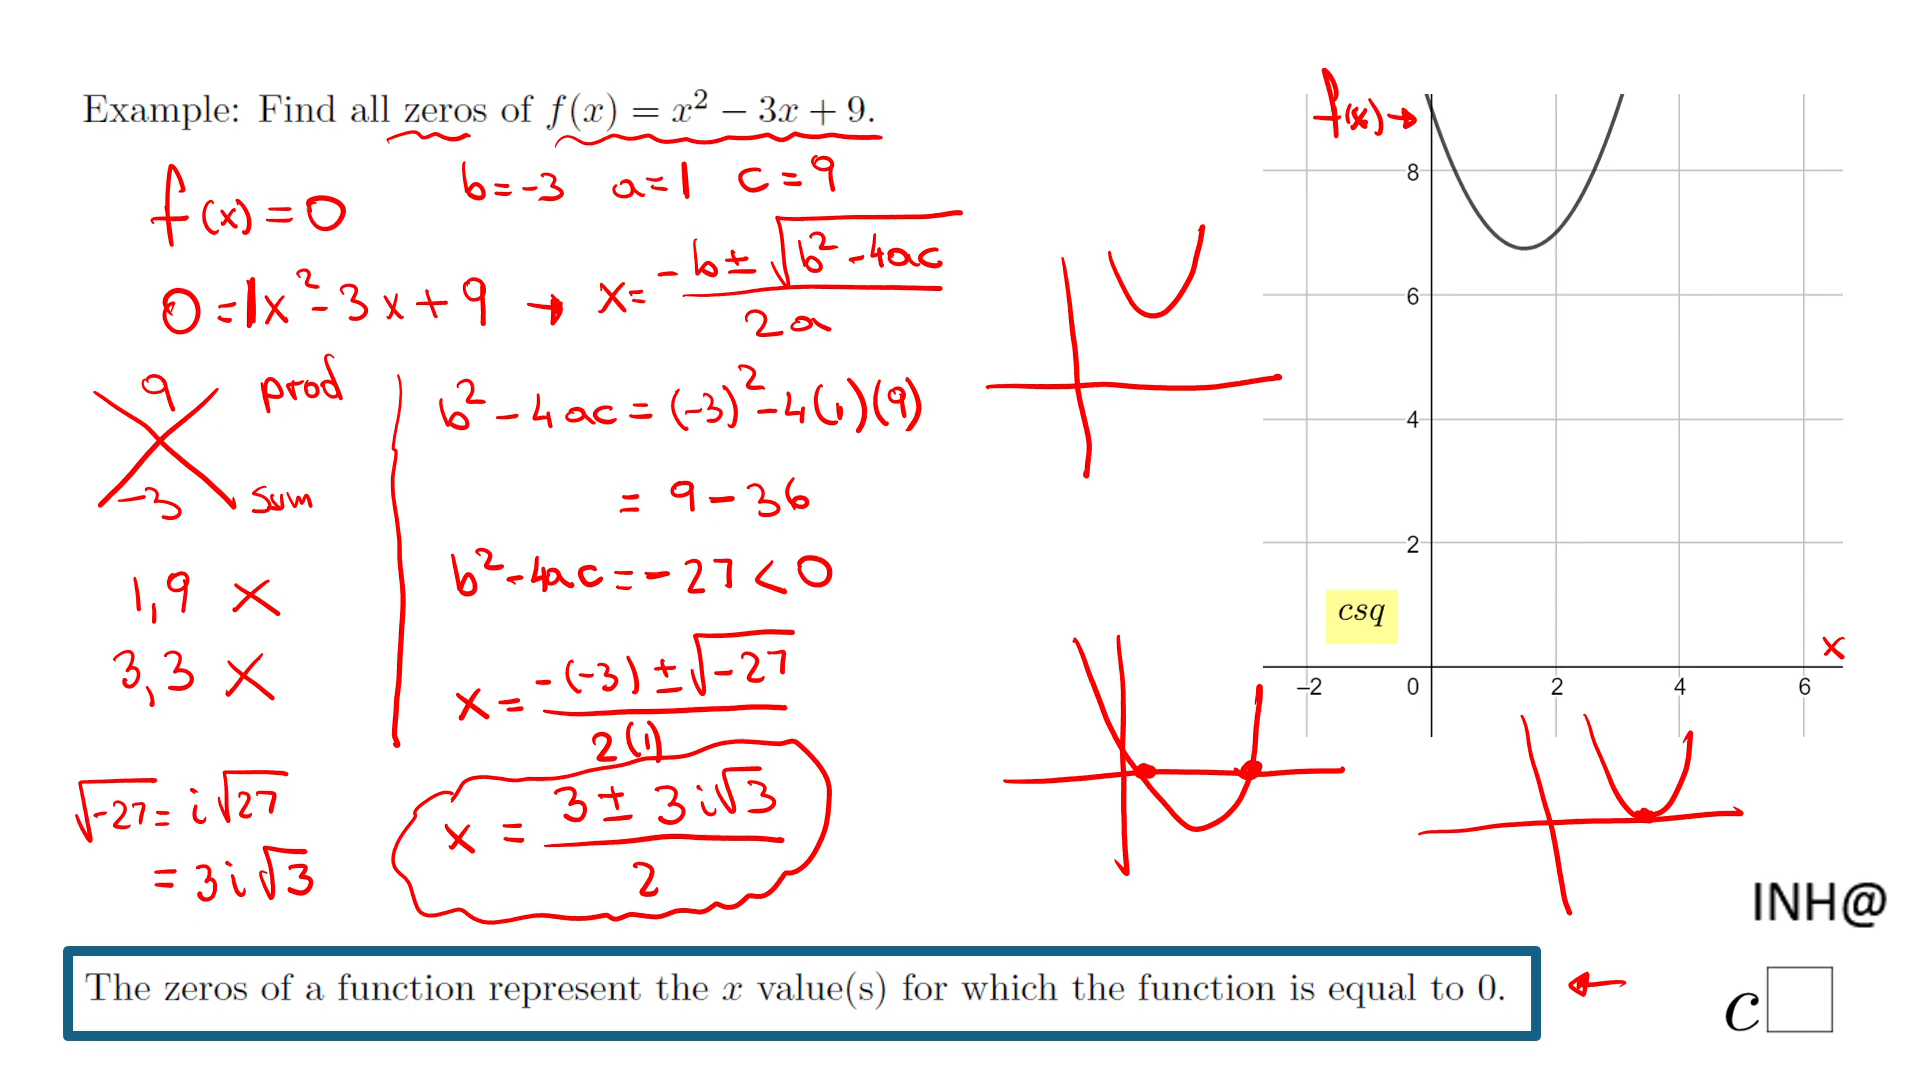 Example: Find all zeros of f(x) = x² − 3x + 9.
f(x) = 0
b = -3 a = 1 c = 9
0 = 1x² - 3x + 9 → x = (-b ± √(b² - 4ac)) / 2a
9 prod
-3 sum
1, 9 x
3, 3 x
√-27 = i√27
= 3i√3
b² - 4ac = (-3)² - 4(1)(9)
= 9 - 36
b² - 4ac = -27 < 0
x = (-(-3) ± √-27) / 2(1)
x = (3 ± 3i√3) / 2
f(x) →
8
6
4
2
csq
x
−2 0 2 4 6
The zeros of a function represent the x value(s) for which the function is equal to 0. ←
INH@
c